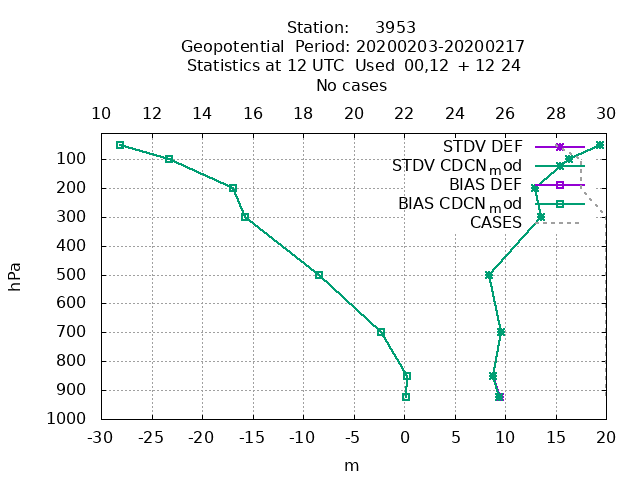 Station: 3953
Geopotential Period: 20200203-20200217
Statistics at 12 UTC Used 00,12 + 12 24
No cases
10 12 14 16 18 20 22 24 26 28 30
STDV DEF
STDV CDCN_mod
BIAS DEF
BIAS CDCN_mod
CASES
100
200
300
400
500
600
700
800
900
1000
hPa
-30 -25 -20 -15 -10 -5 0 5 10 15 20
m